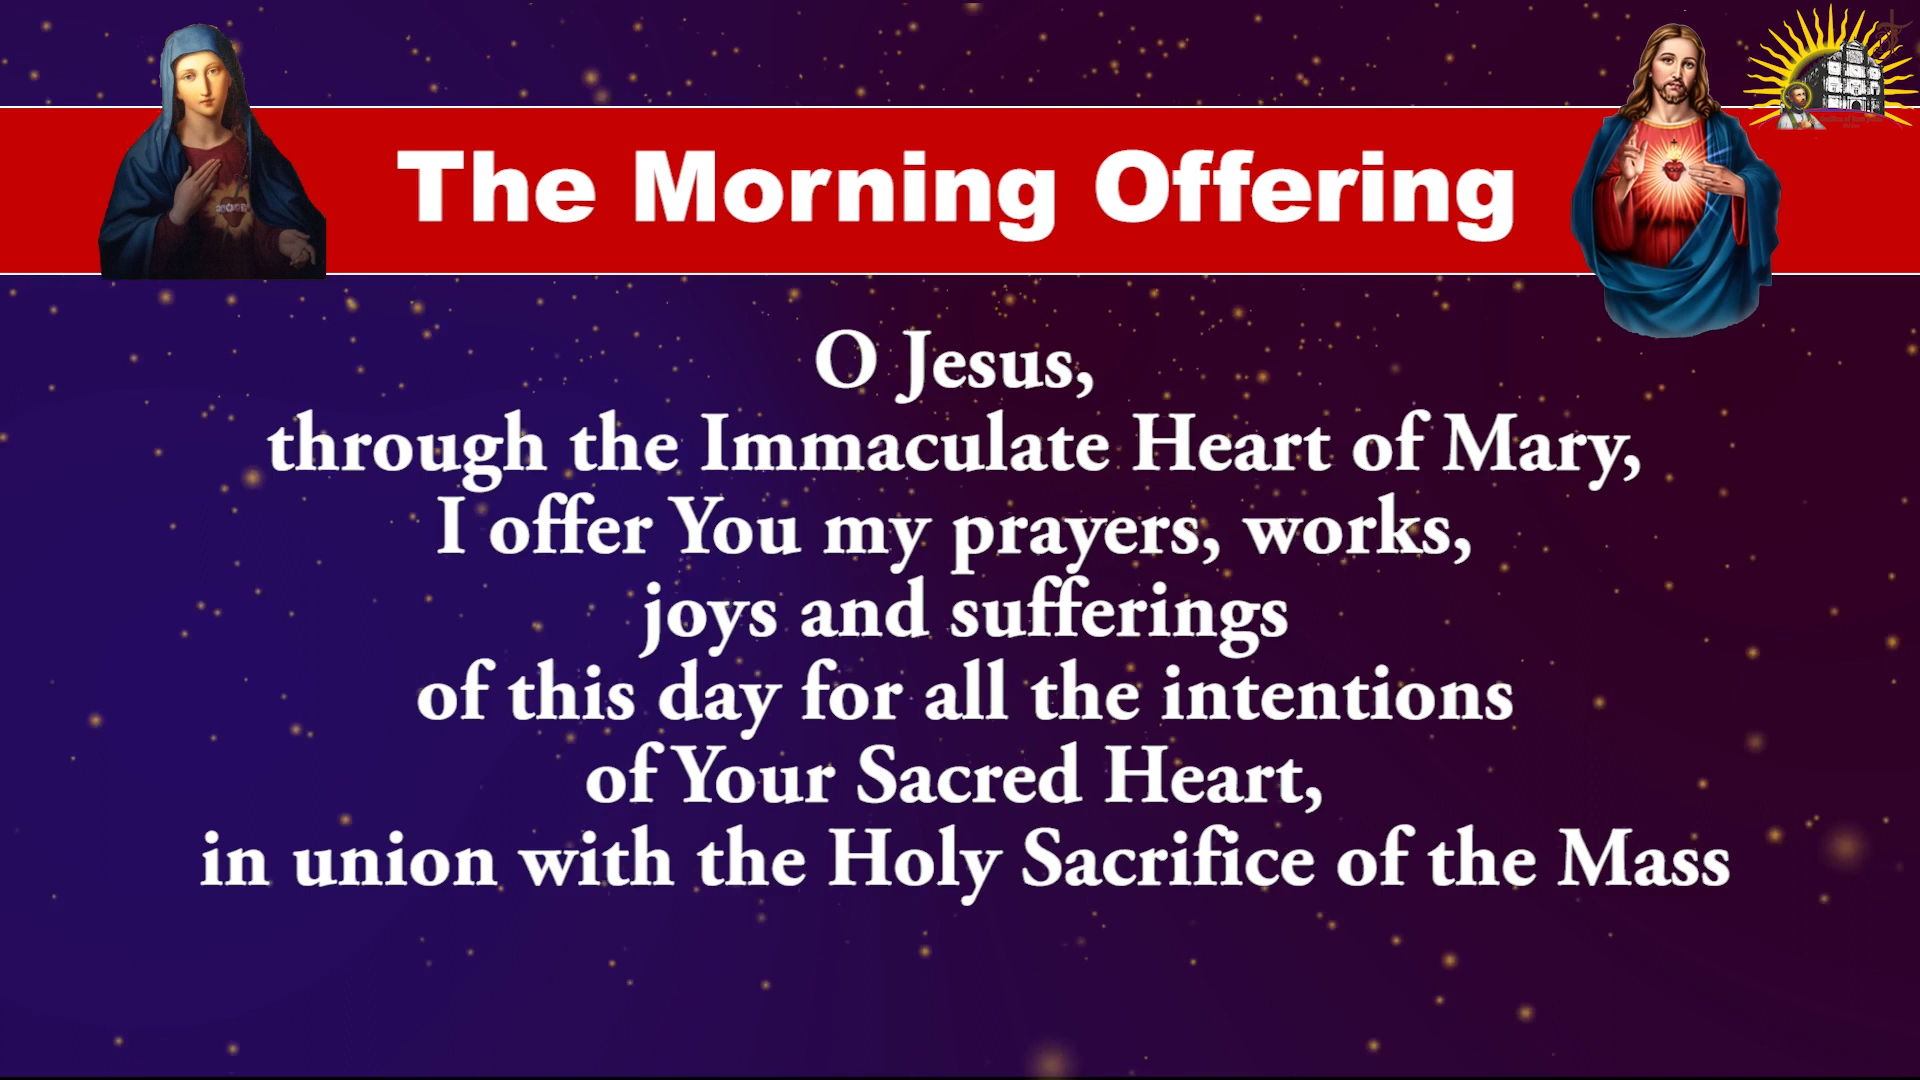 The Morning Offering
O Jesus,
through the Immaculate Heart of Mary,
I offer You my prayers, works,
joys and sufferings
of this day for all the intentions
of Your Sacred Heart,
in union with the Holy Sacrifice of the Mass